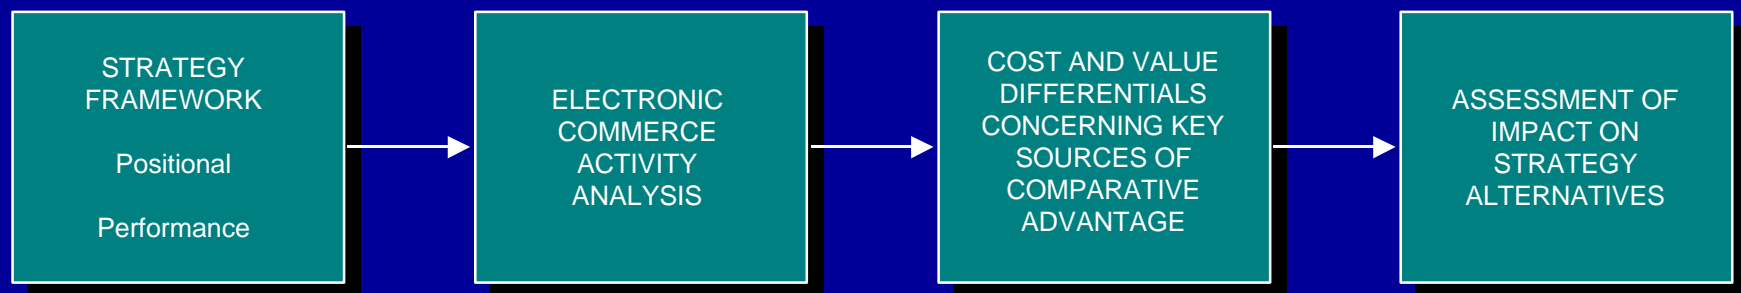 STRATEGY
FRAMEWORK
Positional
Performance
ELECTRONIC
COMMERCE
ACTIVITY
ANALYSIS
COST AND VALUE
DIFFERENTIALS
CONCERNING KEY
SOURCES OF
COMPARATIVE
ADVANTAGE
ASSESSMENT OF
IMPACT ON
STRATEGY
ALTERNATIVES